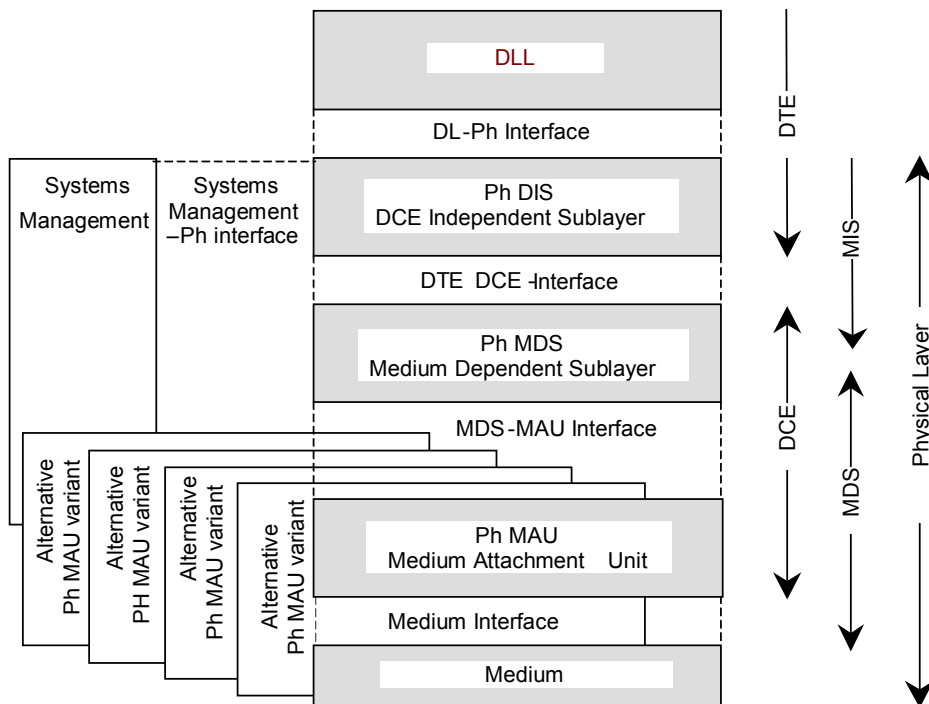 DLL
DL-Ph Interface
Systems
Management
Systems
Management
–Ph interface
Ph DIS
DCE Independent Sublayer
DTE DCE -Interface
Ph MDS
Medium Dependent Sublayer
MDS-MAU Interface
Alternative
Ph MAU variant
Alternative
PH MAU variant
Alternative
Ph MAU variant
Alternative
Ph MAU variant
Ph MAU
Medium Attachment Unit
Medium Interface
Medium
DTE
DCE
MIS
MDS
Physical Layer